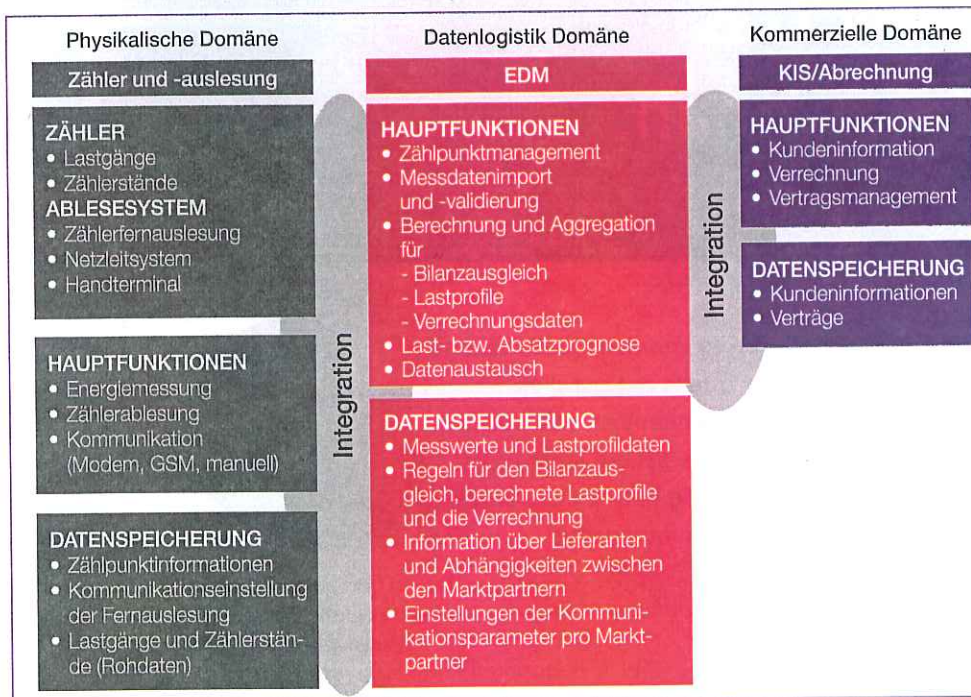 Physikalische Domäne
Zähler und -auslesung
ZÄHLER
• Lastgänge
• Zählerstände
ABLESESYSTEM
• Zählerfernauslesung
• Netzleitsystem
• Handterminal
HAUPTFUNKTIONEN
• Energiemessung
• Zählerablesung
• Kommunikation
(Modem, GSM, manuell)
DATENSPEICHERUNG
• Zählpunktinformationen
• Kommunikationseinstellung
der Fernauslesung
• Lastgänge und Zählerstän-
de (Rohdaten)
Integration
Datenlogistik Domäne
EDM
HAUPTFUNKTIONEN
• Zählpunktmanagement
• Messdatenimport
und -validierung
• Berechnung und Aggregation
für
- Bilanzausgleich
- Lastprofile
- Verrechnungsdaten
• Last- bzw. Absatzprognose
• Datenaustausch
DATENSPEICHERUNG
• Messwerte und Lastprofildaten
• Regeln für den Bilanzaus-
gleich, berechnete Lastprofile
und die Verrechnung
• Information über Lieferanten
und Abhängigkeiten zwischen
den Marktpartnern
• Einstellungen der Kommuni-
kationsparameter pro Markt-
partner
Integration
Kommerzielle Domäne
KIS/Abrechnung
HAUPTFUNKTIONEN
• Kundeninformation
• Verrechnung
• Vertragsmanagement
DATENSPEICHERUNG
• Kundeninformationen
• Verträge